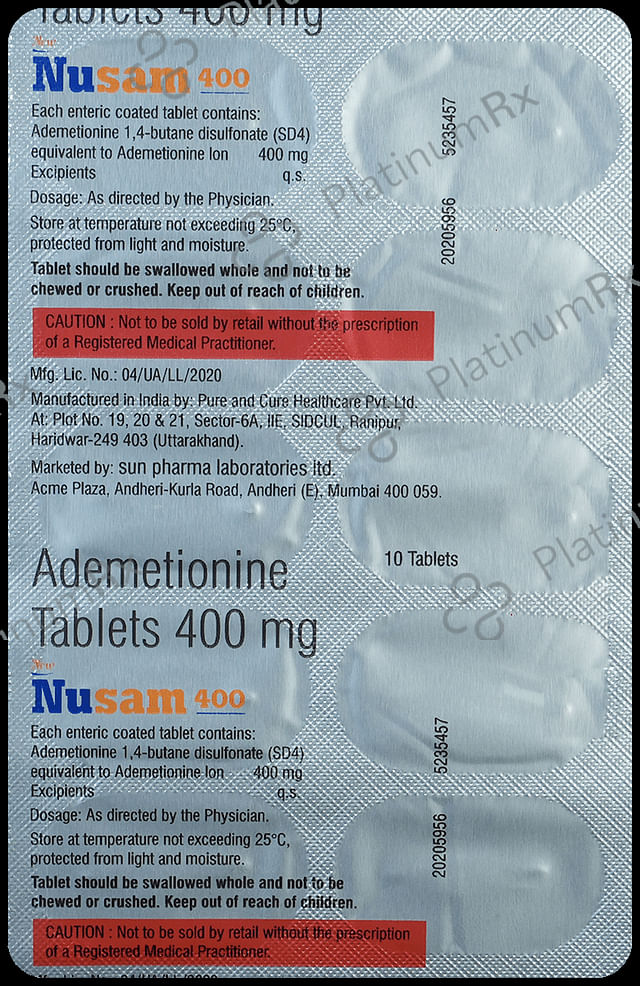 Tablets 400 mg
New
Nusam 400
Each enteric coated tablet contains:
Ademetionine 1,4-butane disulfonate (SD4)
equivalent to Ademetionine Ion 400 mg
Excipients q.s.
Dosage: As directed by the Physician.
Store at temperature not exceeding 25°C,
protected from light and moisture.
Tablet should be swallowed whole and not to be
chewed or crushed. Keep out of reach of children.
CAUTION : Not to be sold by retail without the prescription
of a Registered Medical Practitioner.
Mfg. Lic. No.: 04/UA/LL/2020
Manufactured in India by: Pure and Cure Healthcare Pvt. Ltd.
At: Plot No. 19, 20 & 21, Sector-6A, IIE, SIDCUL, Ranipur,
Haridwar-249 403 (Uttarakhand).
Marketed by: sun pharma laboratories ltd.
Acme Plaza, Andheri-Kurla Road, Andheri (E), Mumbai 400 059.
5235457
20205956
10 Tablets
Ademetionine
Tablets 400 mg
New
Nusam 400
Each enteric coated tablet contains:
Ademetionine 1,4-butane disulfonate (SD4)
equivalent to Ademetionine Ion 400 mg
Excipients q.s.
Dosage: As directed by the Physician.
Store at temperature not exceeding 25°C,
protected from light and moisture.
Tablet should be swallowed whole and not to be
chewed or crushed. Keep out of reach of children.
CAUTION : Not to be sold by retail without the prescription
of a Registered Medical Practitioner.
5235457
20205956
PlatinumRx
PlatinumRx